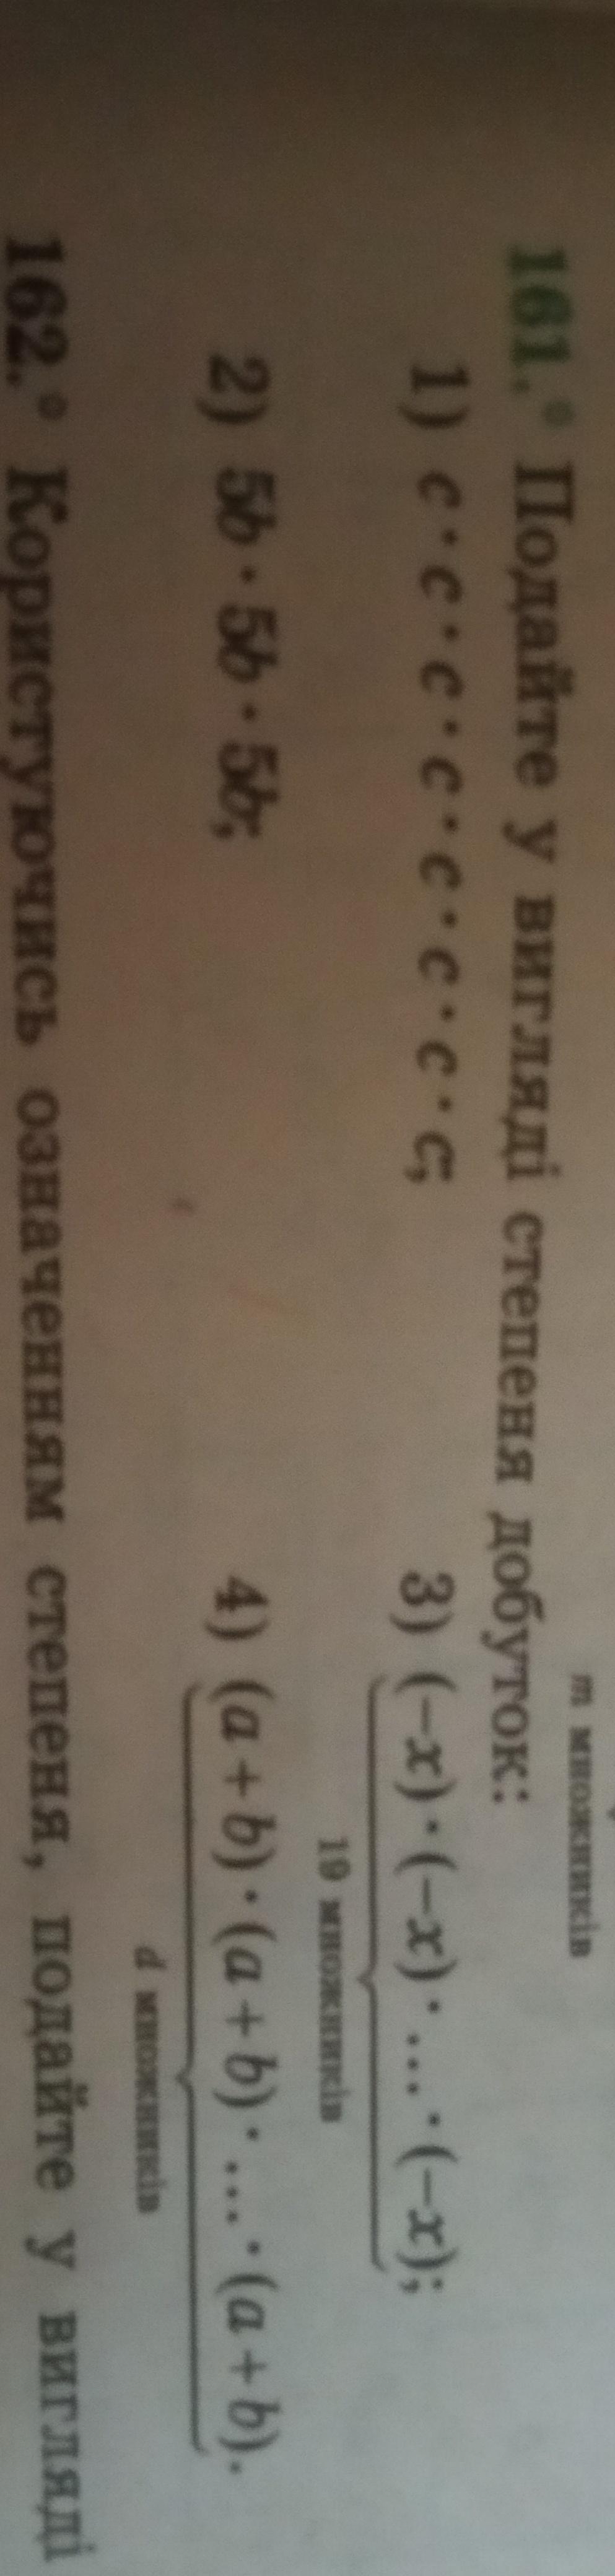 m множників
161.° Подайте у вигляді степеня добуток:
1) c · c · c · c · c · c · c · c;
3) (−x) · (−x) · ... · (−x);
19 множників
2) 5b · 5b · 5b;
4) (a + b) · (a + b) · ... · (a + b).
d множників
162.° Користуючись означенням степеня, подайте у вигляді